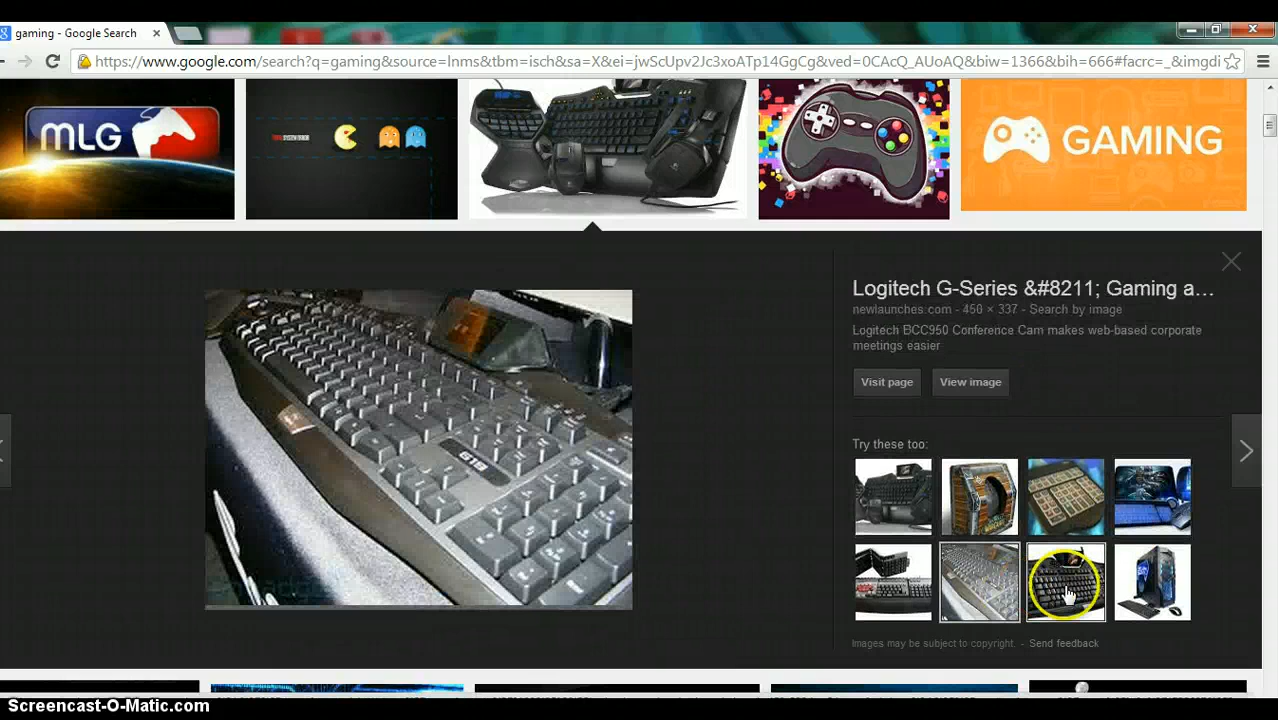 gaming - Google Search
https://www.google.com/search?q=gaming&source=lnms&tbm=isch&sa=X&ei=jwScUpv2Jc3xoATp14GgCg&ved=0CAcQ_AUoAQ&biw=1366&bih=666#facrc=_&imgdi
MLG
GAMING
Logitech G-Series &#8211; Gaming a...
newlaunches.com - 450 × 337 - Search by image
Logitech BCC950 Conference Cam makes web-based corporate
meetings easier
Visit page
View image
G19
Try these too:
Images may be subject to copyright. - Send feedback
Screencast-O-Matic.com